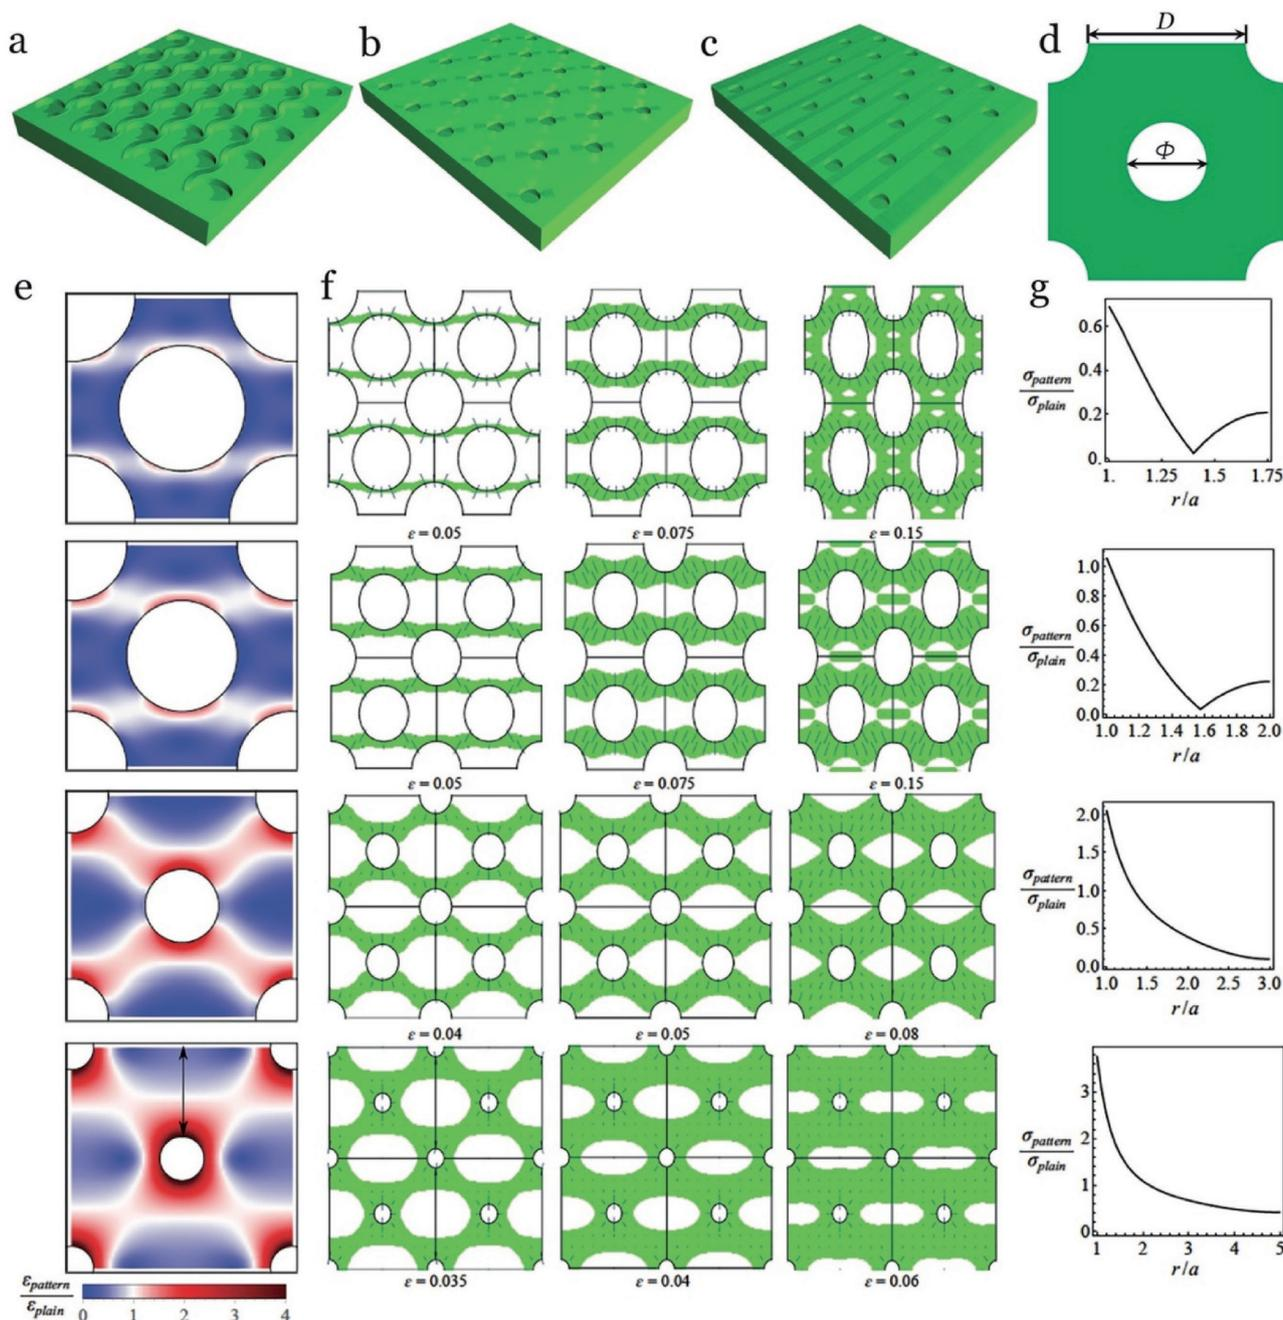 a
b
c
d
D
Φ
e
f
g
ε = 0.05
ε = 0.075
ε = 0.15
ε = 0.05
ε = 0.075
ε = 0.15
ε = 0.04
ε = 0.05
ε = 0.08
ε = 0.035
ε = 0.04
ε = 0.06
εpattern
εplain
0 1 2 3 4
σpattern
σplain
0.6
0.4
0.2
0.
1. 1.25 1.5 1.75
r/a
σpattern
σplain
1.0
0.8
0.6
0.4
0.2
0.0
1.0 1.2 1.4 1.6 1.8 2.0
r/a
σpattern
σplain
2.0
1.5
1.0
0.5
0.0
1.0 1.5 2.0 2.5 3.0
r/a
σpattern
σplain
3
2
1
0
1 2 3 4 5
r/a